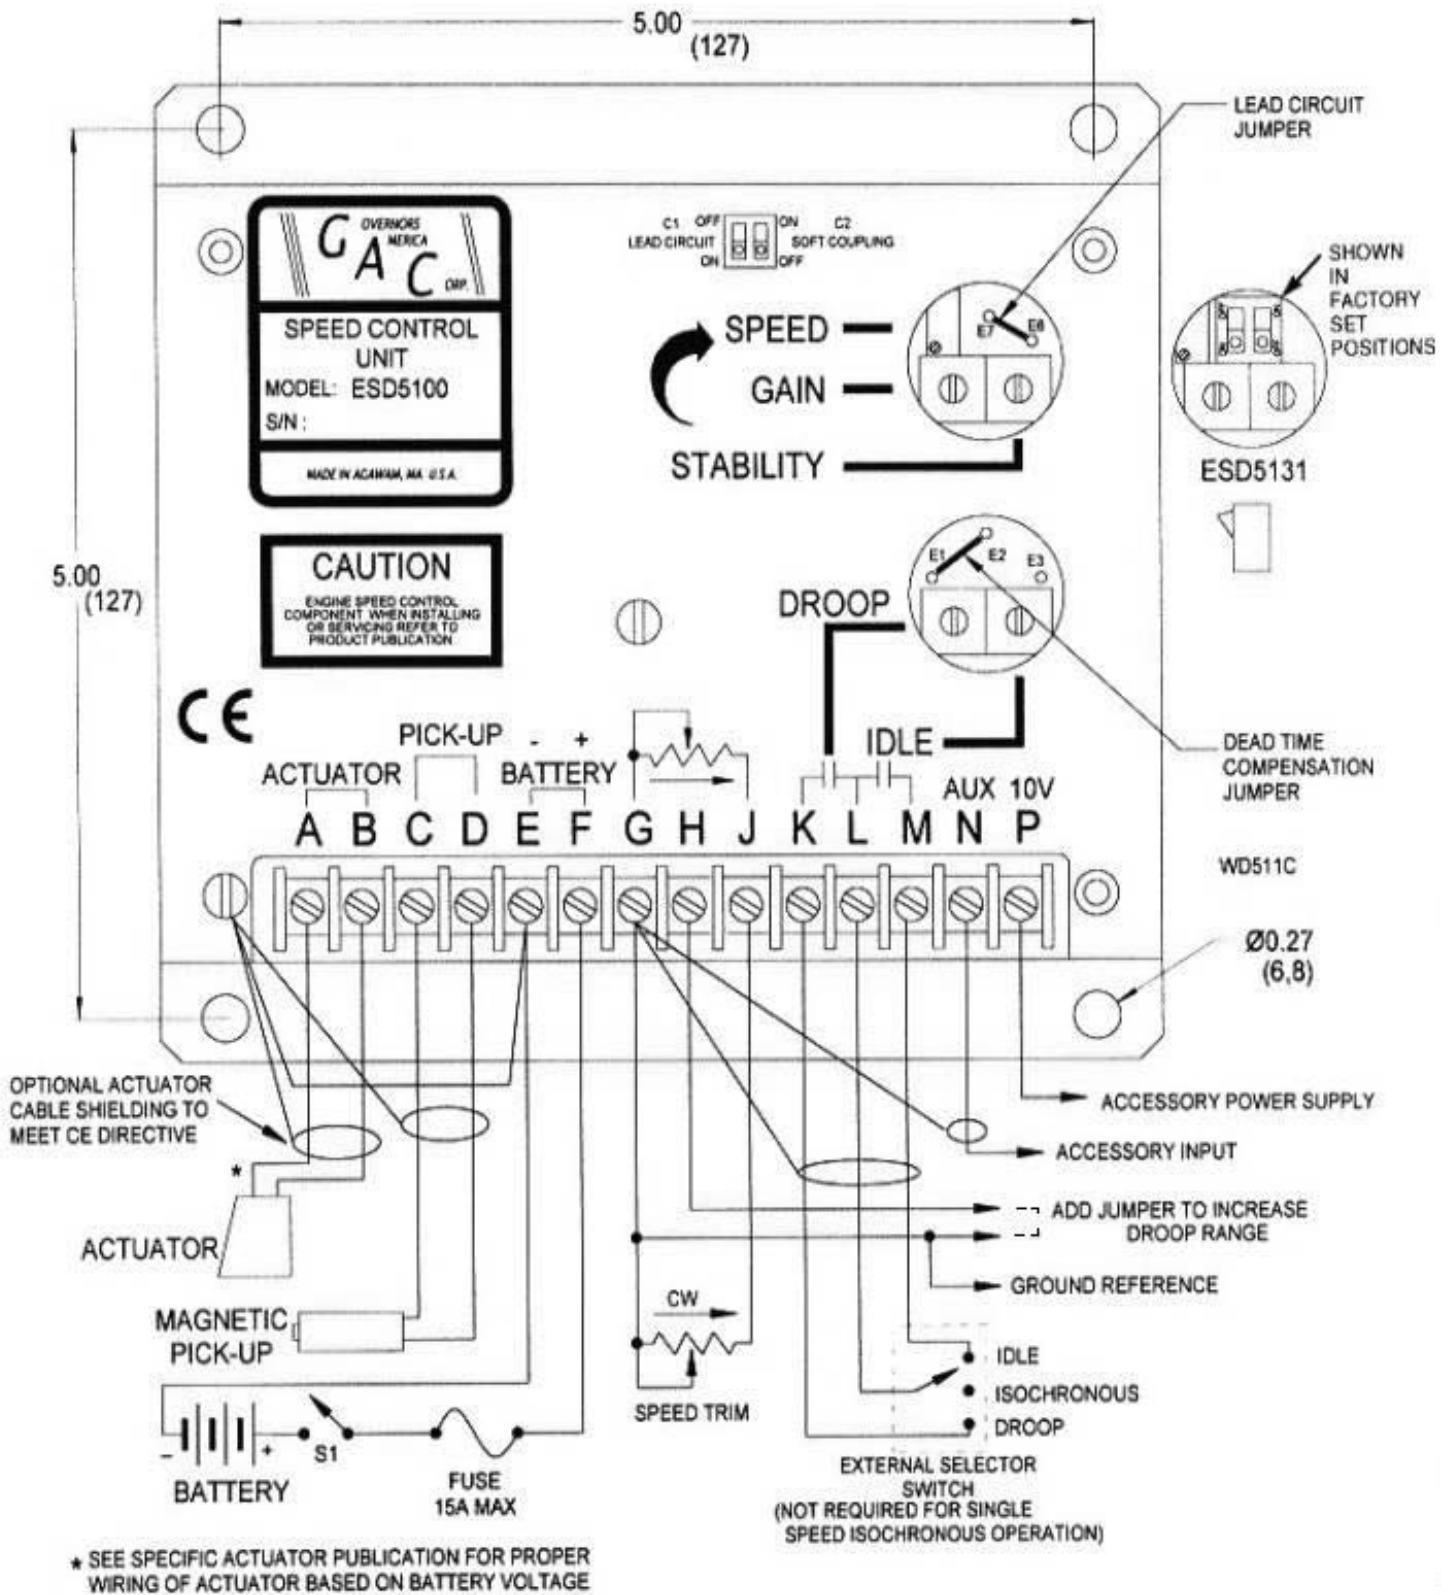 5.00
(127)
LEAD CIRCUIT
JUMPER
GOVERNORS
AMERICA
CORP.
SPEED CONTROL
UNIT
MODEL: ESD5100
S/N :
MADE IN AGAWAM, MA U.S.A.
C1 OFF ON C2
LEAD CIRCUIT SOFT COUPLING
ON OFF
SPEED
GAIN
STABILITY
E7 E6
SHOWN
IN
FACTORY
SET
POSITIONS
ESD5131
5.00
(127)
CAUTION
ENGINE SPEED CONTROL
COMPONENT WHEN INSTALLING
OR SERVICING REFER TO
PRODUCT PUBLICATION
E1 E2 E3
DROOP
IDLE
CE
DEAD TIME
COMPENSATION
JUMPER
PICK-UP - +
ACTUATOR BATTERY
AUX 10V
A B C D E F G H J K L M N P
WD511C
Ø0.27
(6,8)
OPTIONAL ACTUATOR
CABLE SHIELDING TO
MEET CE DIRECTIVE
ACCESSORY POWER SUPPLY
ACCESSORY INPUT
ADD JUMPER TO INCREASE
DROOP RANGE
GROUND REFERENCE
*
ACTUATOR
MAGNETIC
PICK-UP
CW
SPEED TRIM
IDLE
ISOCHRONOUS
DROOP
- + S1
BATTERY
FUSE
15A MAX
EXTERNAL SELECTOR
SWITCH
(NOT REQUIRED FOR SINGLE
SPEED ISOCHRONOUS OPERATION)
* SEE SPECIFIC ACTUATOR PUBLICATION FOR PROPER
WIRING OF ACTUATOR BASED ON BATTERY VOLTAGE